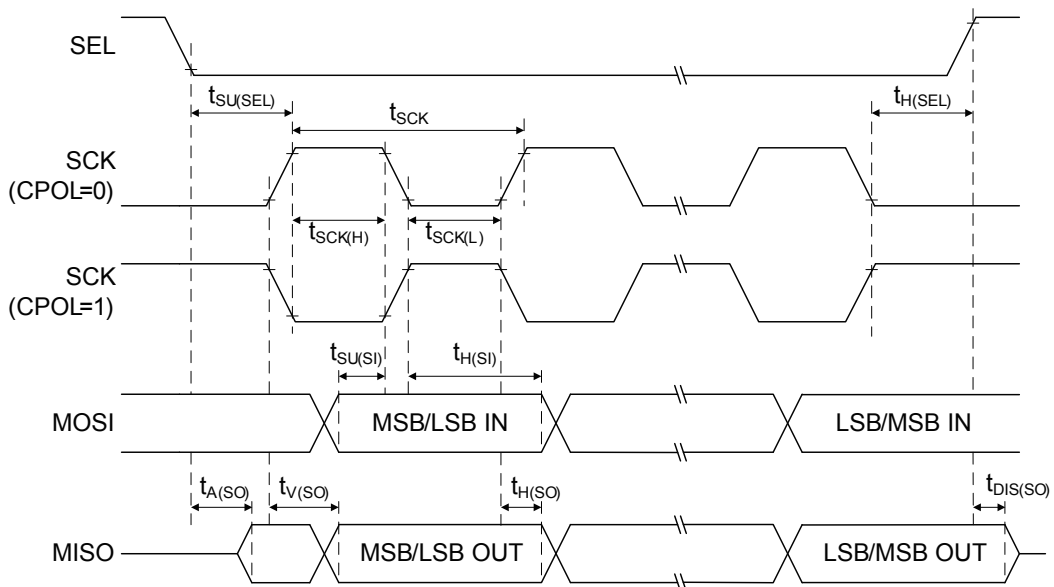 SEL
tSU(SEL)
tSCK
tH(SEL)
SCK
(CPOL=0)
tSCK(H)
tSCK(L)
SCK
(CPOL=1)
tSU(SI)
tH(SI)
MOSI
MSB/LSB IN
LSB/MSB IN
tA(SO)
tV(SO)
tH(SO)
tDIS(SO)
MISO
MSB/LSB OUT
LSB/MSB OUT